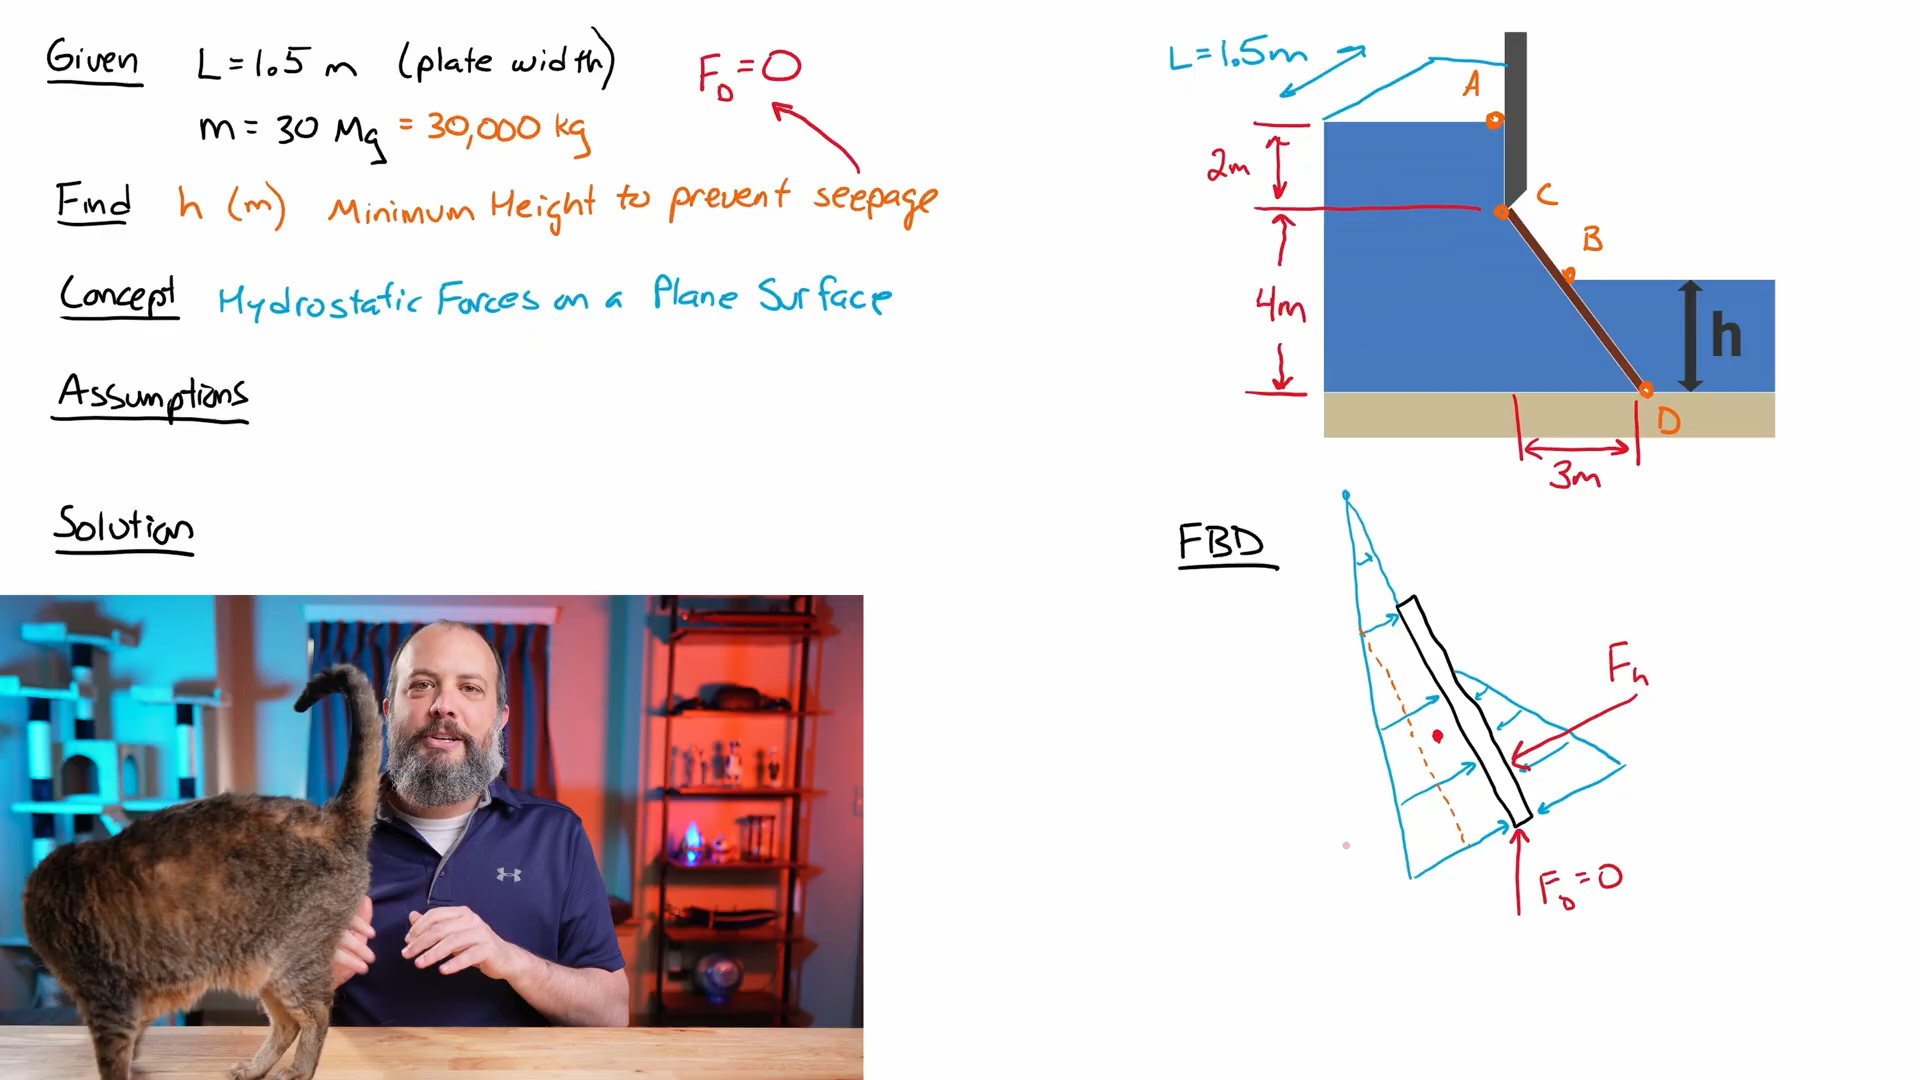 Given L = 1.5 m (plate width)
m = 30 Mg = 30,000 kg
F_D = 0
Find h (m) Minimum Height to prevent seepage
Concept Hydrostatic Forces on a Plane Surface
Assumptions
Solution
L = 1.5m
A
2m
C
B
4m
h
D
3m
FBD
F_h
F_D = 0